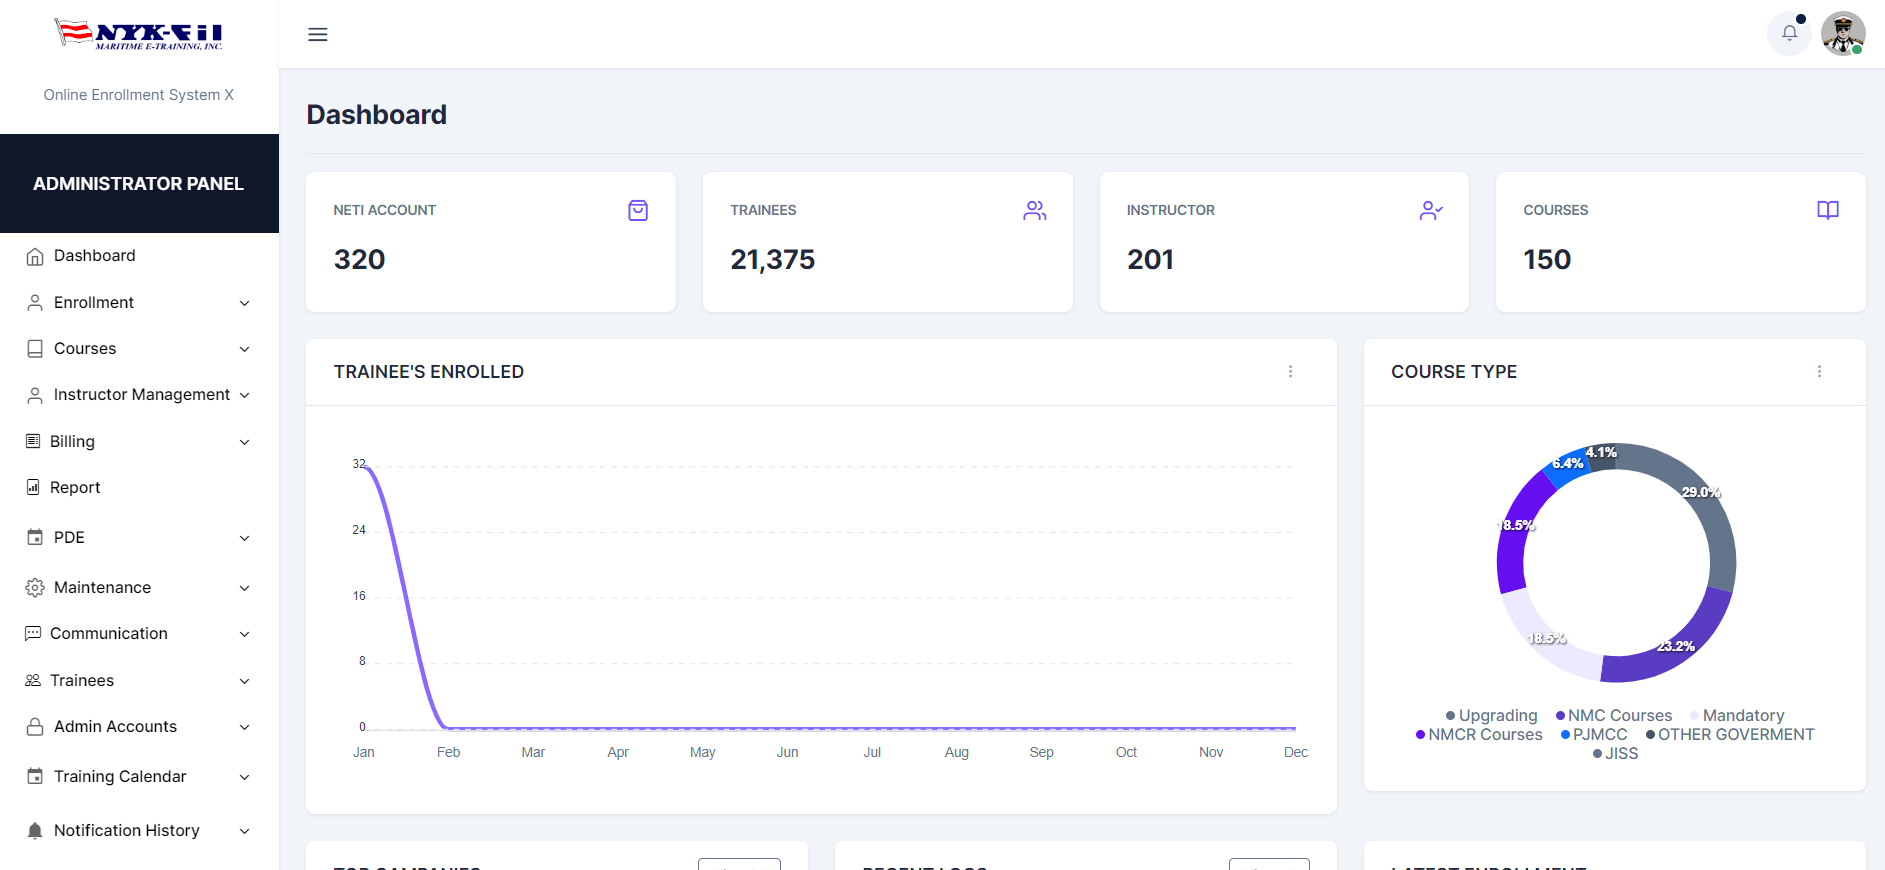 NYK-Fil
MARITIME E-TRAINING, INC.
Online Enrollment System X
ADMINISTRATOR PANEL
Dashboard
Enrollment
Courses
Instructor Management
Billing
Report
PDE
Maintenance
Communication
Trainees
Admin Accounts
Training Calendar
Notification History
Dashboard
NETI ACCOUNT
320
TRAINEES
21,375
INSTRUCTOR
201
COURSES
150
TRAINEE'S ENROLLED
32
24
16
8
0
Jan Feb Mar Apr May Jun Jul Aug Sep Oct Nov Dec
COURSE TYPE
4.1%
6.4%
29.0%
18.5%
18.5%
23.2%
Upgrading NMC Courses Mandatory
NMCR Courses PJMCC OTHER GOVERMENT
JISS
RECENT LOGS
LATEST ENROLLMENT